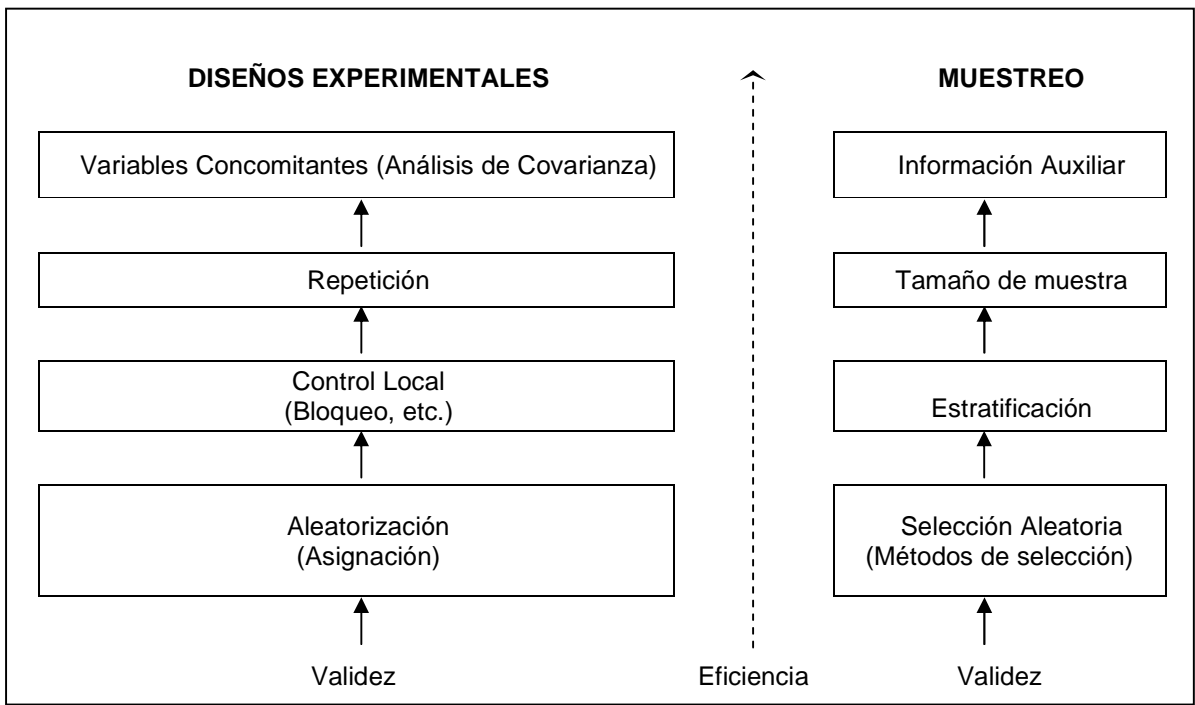 DISEÑOS EXPERIMENTALES
MUESTREO
Variables Concomitantes (Análisis de Covarianza)
Información Auxiliar
Repetición
Tamaño de muestra
Control Local
(Bloqueo, etc.)
Estratificación
Aleatorización
(Asignación)
Selección Aleatoria
(Métodos de selección)
Validez
Eficiencia
Validez